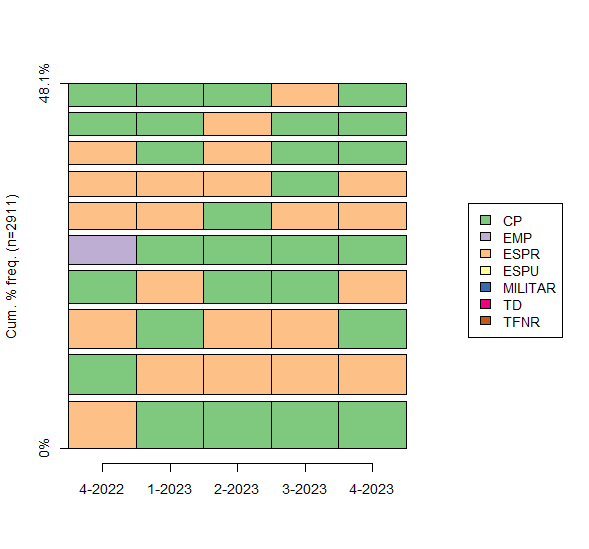 48.1%
Cum. % freq. (n=2911)
0%
4-2022 1-2023 2-2023 3-2023 4-2023
CP
EMP
ESPR
ESPU
MILITAR
TD
TFNR